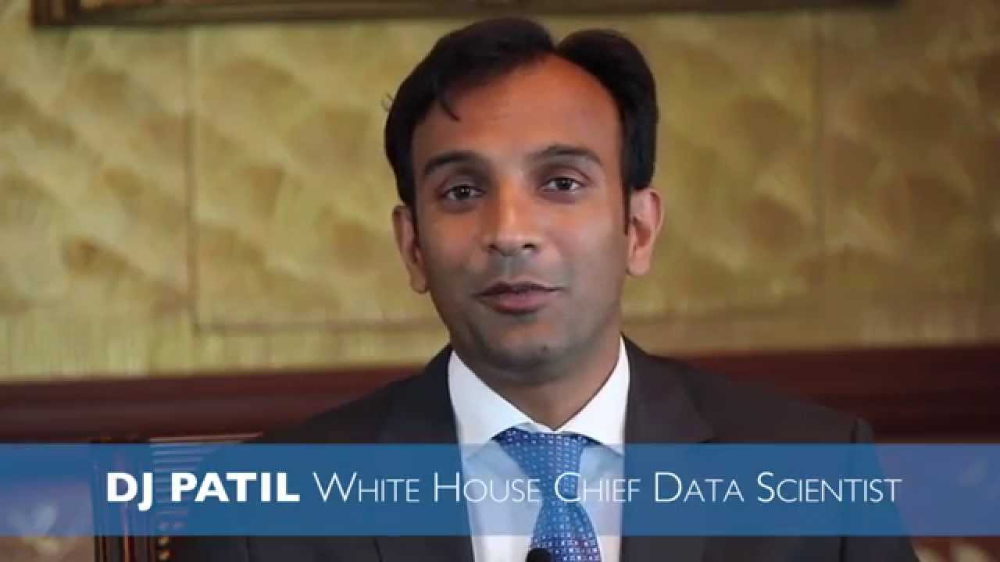 DJ PATIL WHITE HOUSE CHIEF DATA SCIENTIST